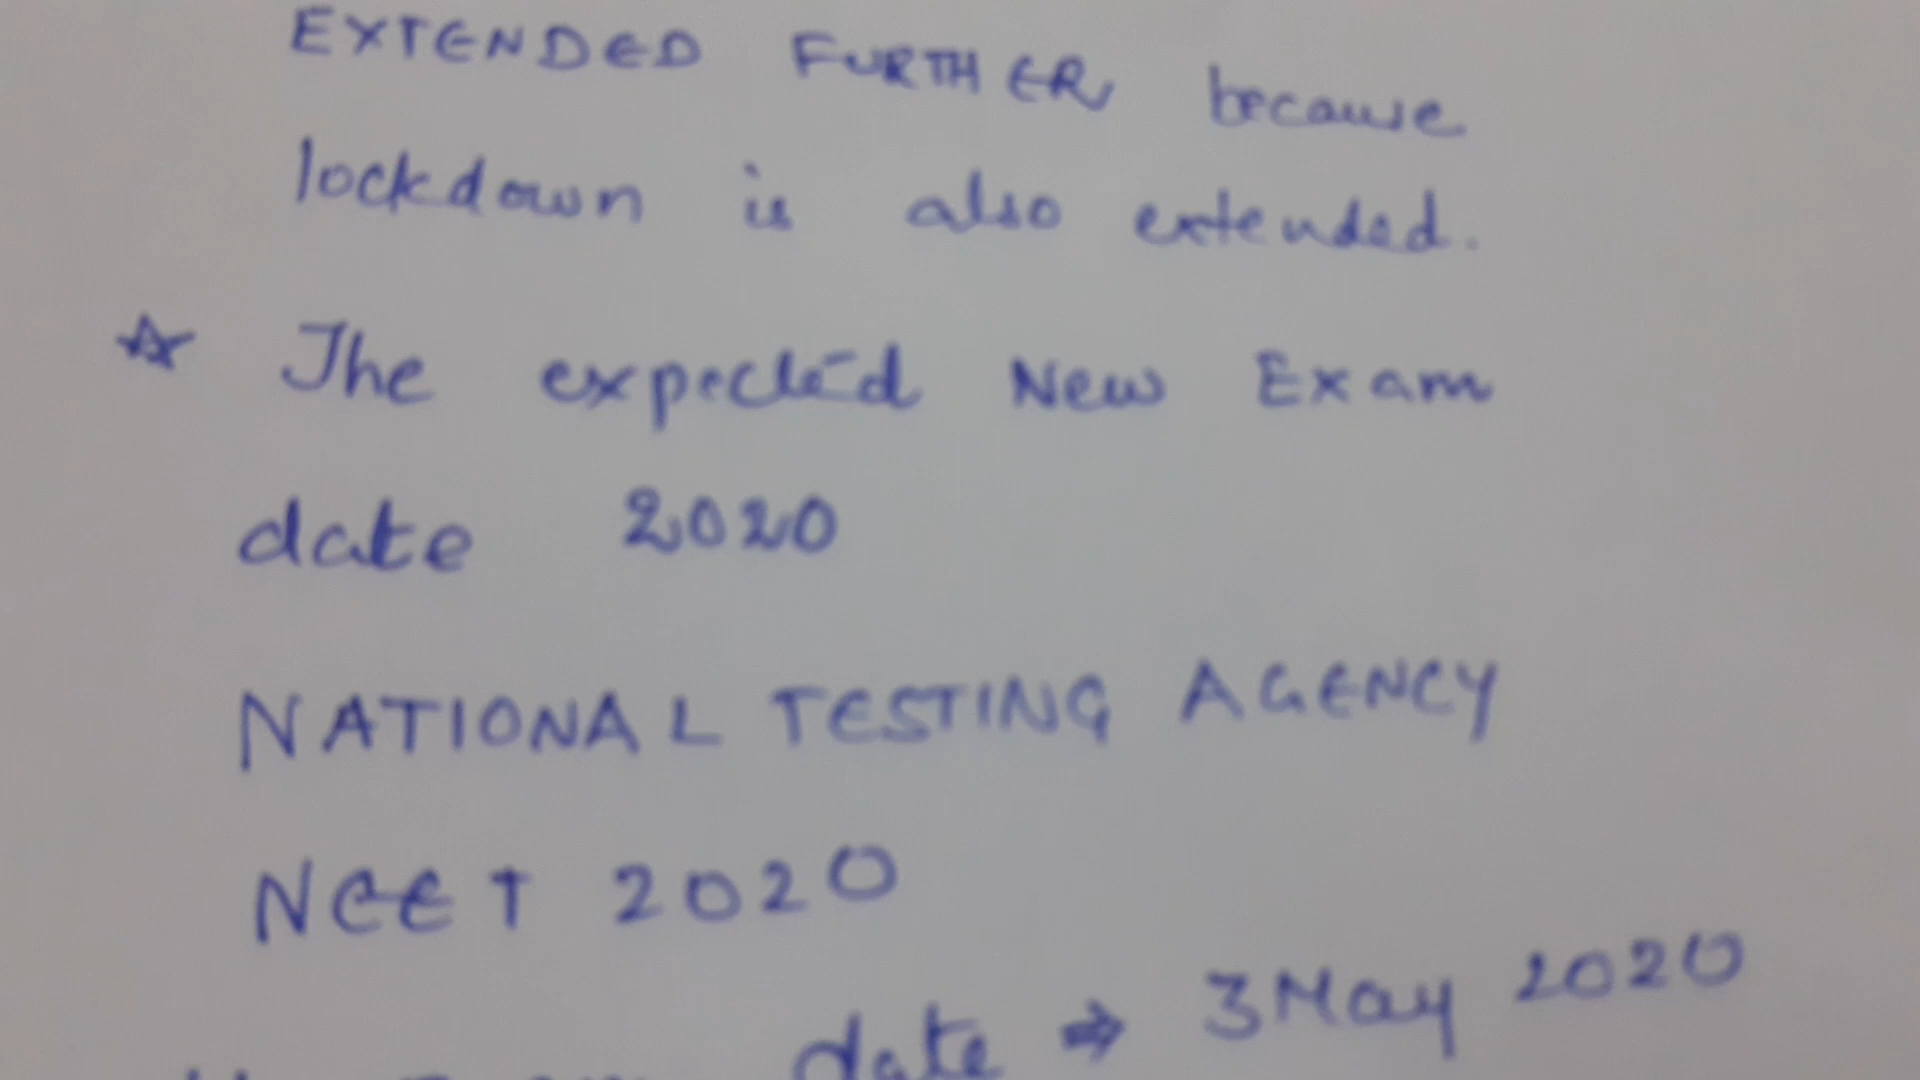 EXTENDED FURTHER because
lockdown is also extended.
☆ The expected New Exam
date 2020
NATIONAL TESTING AGENCY
NEET 2020
date ⇒ 3 May 2020